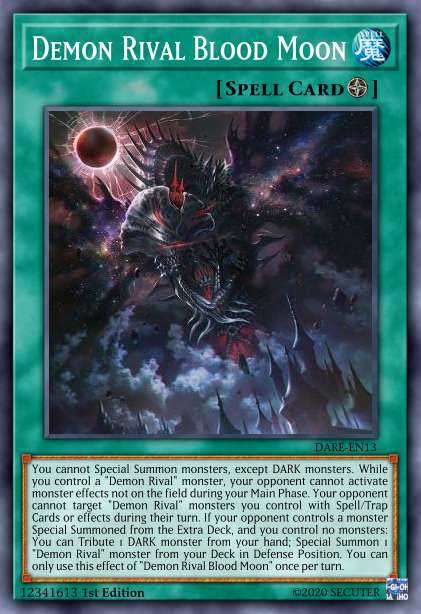 Demon Rival Blood Moon 魔
[Spell Card]
DARE-EN13
You cannot Special Summon monsters, except DARK monsters. While
you control a "Demon Rival" monster, your opponent cannot activate
monster effects not on the field during your Main Phase. Your opponent
cannot target "Demon Rival" monsters you control with Spell/Trap
Cards or effects during their turn. If your opponent controls a monster
Special Summoned from the Extra Deck, and you control no monsters:
You can Tribute 1 DARK monster from your hand; Special Summon 1
"Demon Rival" monster from your Deck in Defense Position. You can
only use this effect of "Demon Rival Blood Moon" once per turn.
12341613 1st Edition ©2020 SECUTER